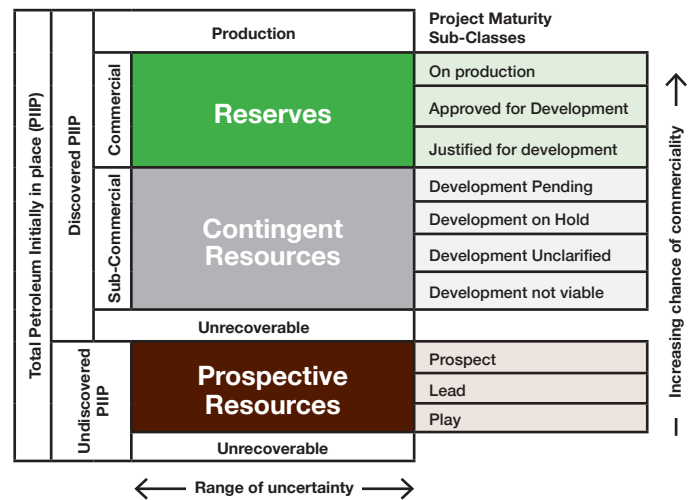 Production
Project Maturity
Sub-Classes
Total Petroleum Initially in place (PIIP)
Discovered PIIP
Commercial
Reserves
On production
Approved for Development
Justified for development
Sub-Commercial
Contingent
Resources
Development Pending
Development on Hold
Development Unclarified
Development not viable
Unrecoverable
Undiscovered
PIIP
Prospective
Resources
Prospect
Lead
Play
Unrecoverable
Range of uncertainty
Increasing chance of commerciality